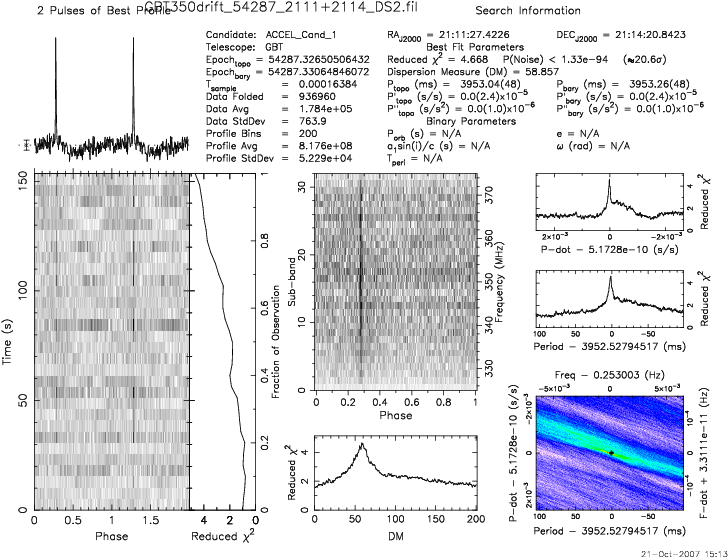 2 Pulses of Best Profile
GBT350drift_54287_2111+2114_DS2.fil
Search Information
Candidate: ACCEL_Cand_1
Telescope: GBT
Epoch_topo = 54287.32650506432
Epoch_bary = 54287.33064846072
T_sample = 0.00016384
Data Folded = 936960
Data Avg = 1.784e+05
Data StdDev = 763.9
Profile Bins = 200
Profile Avg = 8.176e+08
Profile StdDev = 5.229e+04
RA_J2000 = 21:11:27.4226
DEC_J2000 = 21:14:20.8423
Best Fit Parameters
Reduced χ² = 4.668 P(Noise) < 1.33e−94 (≈20.6σ)
Dispersion Measure (DM) = 58.857
P_topo (ms) = 3953.04(48)
P_bary (ms) = 3953.26(48)
P'_topo (s/s) = 0.0(2.4)×10⁻⁵
P'_bary (s/s) = 0.0(2.4)×10⁻⁵
P''_topo (s/s²) = 0.0(1.0)×10⁻⁶
P''_bary (s/s²) = 0.0(1.0)×10⁻⁶
Binary Parameters
P_orb (s) = N/A
e = N/A
a₁sin(i)/c (s) = N/A
ω (rad) = N/A
T_peri = N/A
150
100
50
0
Time (s)
0 0.5 1 1.5
Phase
4 2 0
Reduced χ²
0 0.2 0.4 0.6 0.8 1
Fraction of Observation
30
20
10
0
Sub−band
370
360
350
340
330
Frequency (MHz)
0 0.2 0.4 0.6 0.8 1
Phase
4
2
0
Reduced χ²
0 50 100 150 200
DM
0 2 4
Reduced χ²
2×10⁻³ 0 −2×10⁻³
P−dot − 5.1728e−10 (s/s)
0 2 4
Reduced χ²
100 50 0 −50
Period − 3952.52794517 (ms)
Freq − 0.253003 (Hz)
−5×10⁻³ 0 5×10⁻³
−2×10⁻³
0
2×10⁻³
P−dot − 5.1728e−10 (s/s)
10⁻⁴
0
−10⁻⁴
F−dot + 3.3111e−11 (Hz)
100 50 0 −50
Period − 3952.52794517 (ms)
21−Oct−2007 15:13